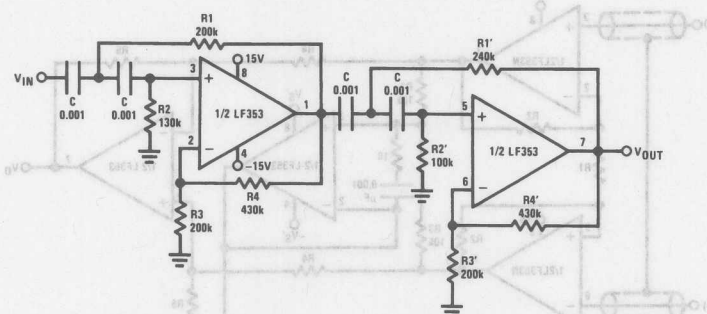 R1
200k
15V
8
3
+
VIN
C
0.001
C
0.001
R2
130k
1/2 LF353
1
2
−
4
−15V
R4
430k
R3
200k
C
0.001
C
0.001
R1′
240k
5
+
R2′
100k
1/2 LF353
7
VOUT
6
−
R4′
430k
R3′
200k